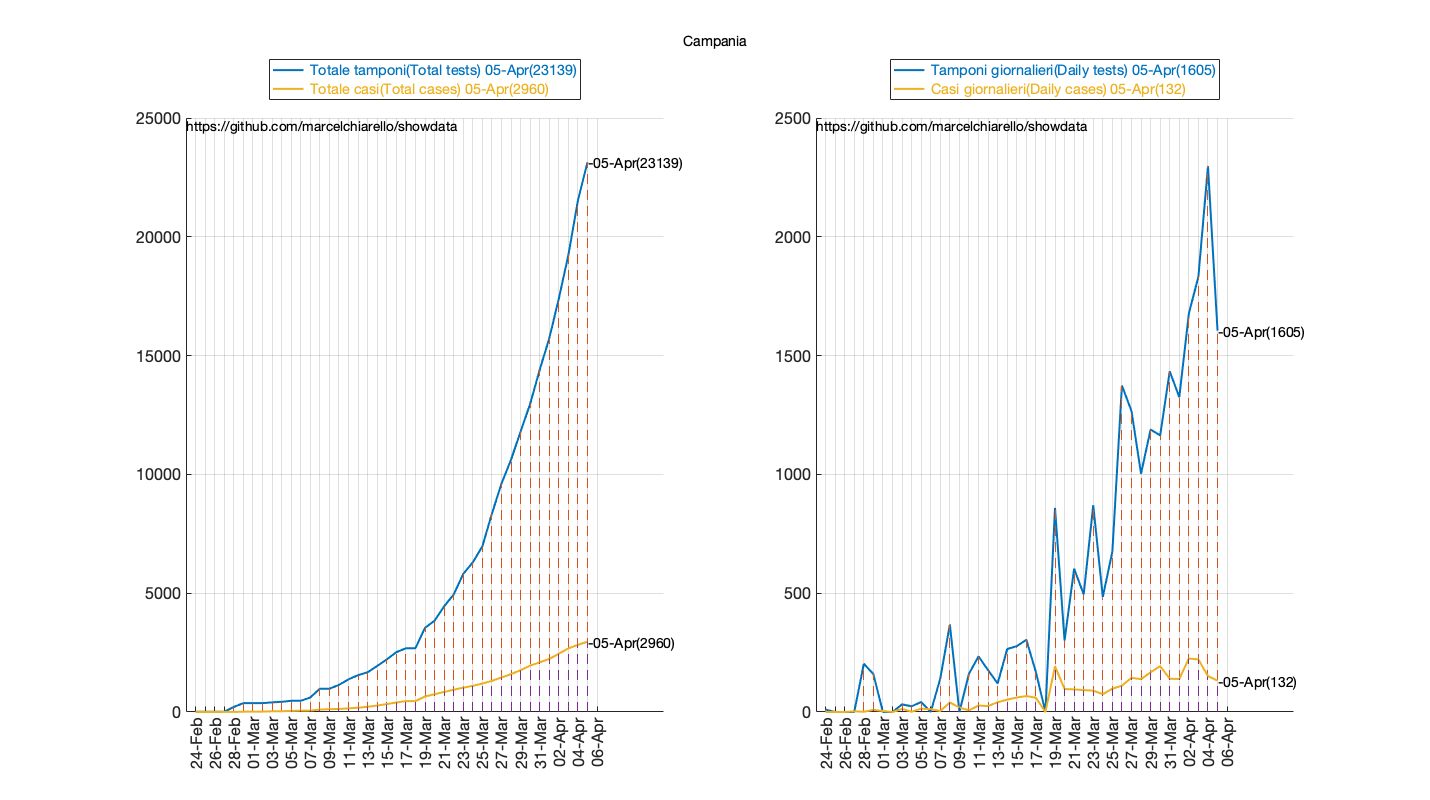 Campania
Totale tamponi(Total tests) 05-Apr(23139)
Totale casi(Total cases) 05-Apr(2960)
https://github.com/marcelchiarello/showdata
25000
20000
15000
10000
5000
0
-05-Apr(23139)
-05-Apr(2960)
24-Feb
26-Feb
28-Feb
01-Mar
03-Mar
05-Mar
07-Mar
09-Mar
11-Mar
13-Mar
15-Mar
17-Mar
19-Mar
21-Mar
23-Mar
25-Mar
27-Mar
29-Mar
31-Mar
02-Apr
04-Apr
06-Apr
Tamponi giornalieri(Daily tests) 05-Apr(1605)
Casi giornalieri(Daily cases) 05-Apr(132)
https://github.com/marcelchiarello/showdata
2500
2000
1500
1000
500
0
-05-Apr(1605)
-05-Apr(132)
24-Feb
26-Feb
28-Feb
01-Mar
03-Mar
05-Mar
07-Mar
09-Mar
11-Mar
13-Mar
15-Mar
17-Mar
19-Mar
21-Mar
23-Mar
25-Mar
27-Mar
29-Mar
31-Mar
02-Apr
04-Apr
06-Apr